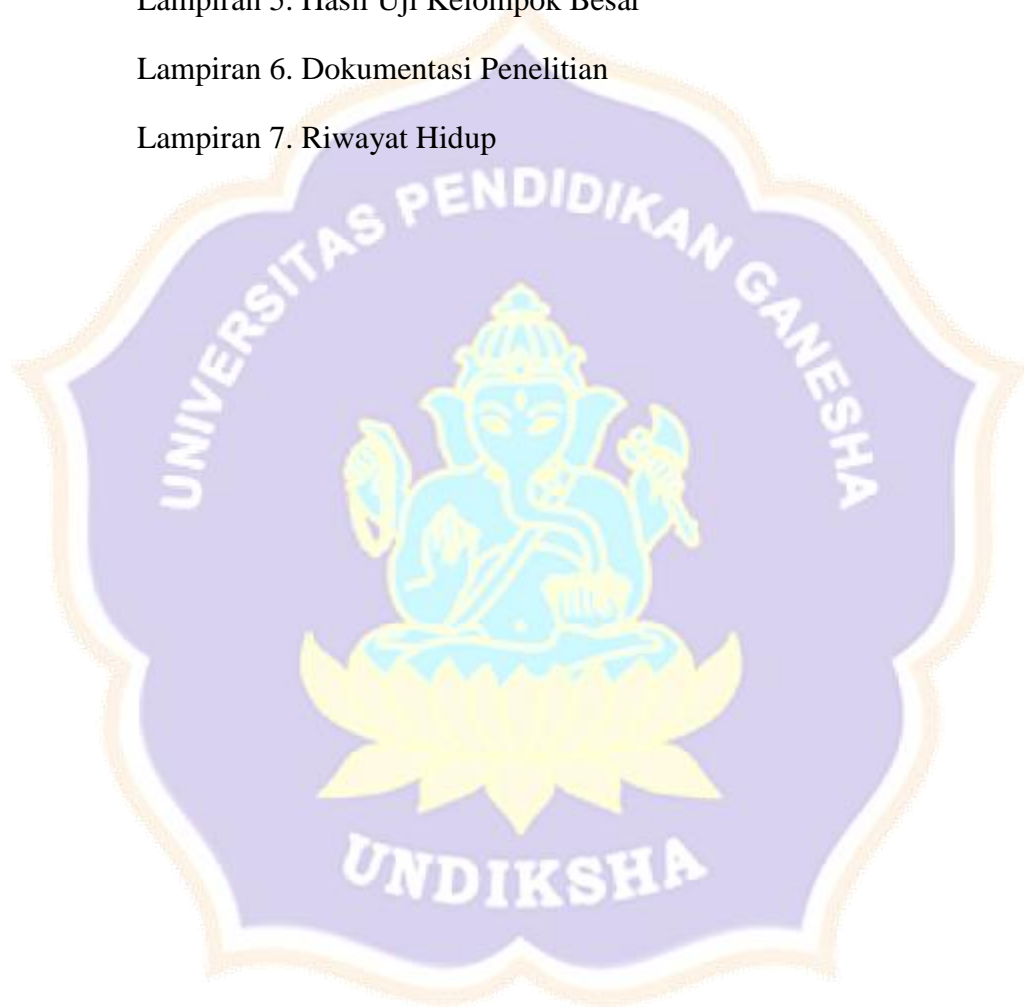 Lampiran 5. Hasil Uji Kelompok Besar
Lampiran 6. Dokumentasi Penelitian
Lampiran 7. Riwayat Hidup
UNIVERSITAS PENDIDIKAN GANESHA
UNDIKSHA